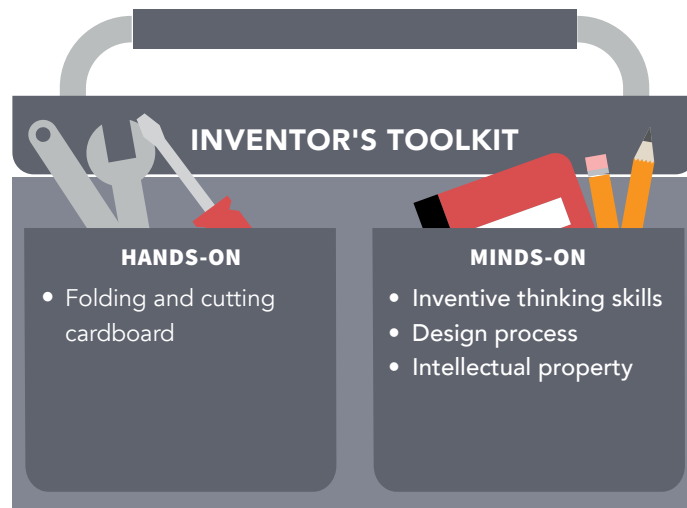 INVENTOR'S TOOLKIT
HANDS-ON
• Folding and cutting
cardboard
MINDS-ON
• Inventive thinking skills
• Design process
• Intellectual property